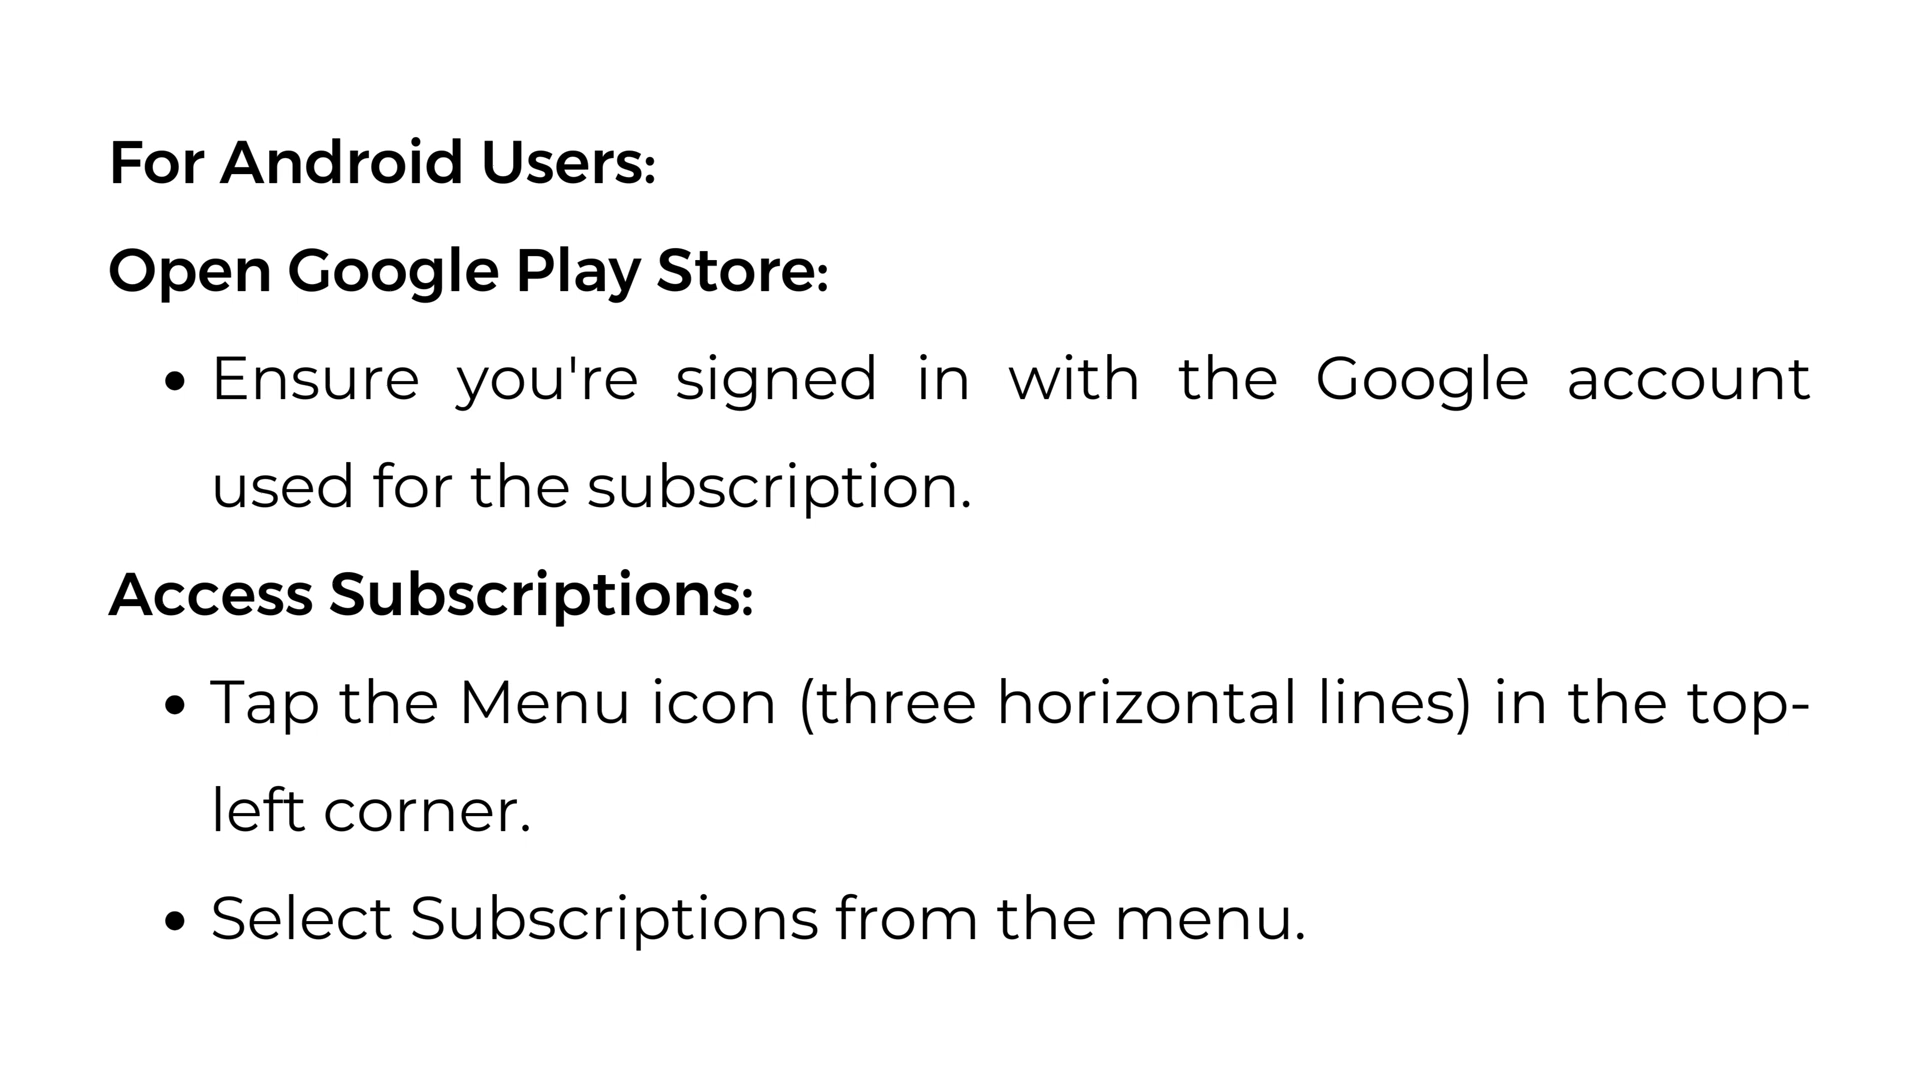 For Android Users:
Open Google Play Store:
• Ensure you're signed in with the Google account
used for the subscription.
Access Subscriptions:
• Tap the Menu icon (three horizontal lines) in the top-
left corner.
• Select Subscriptions from the menu.